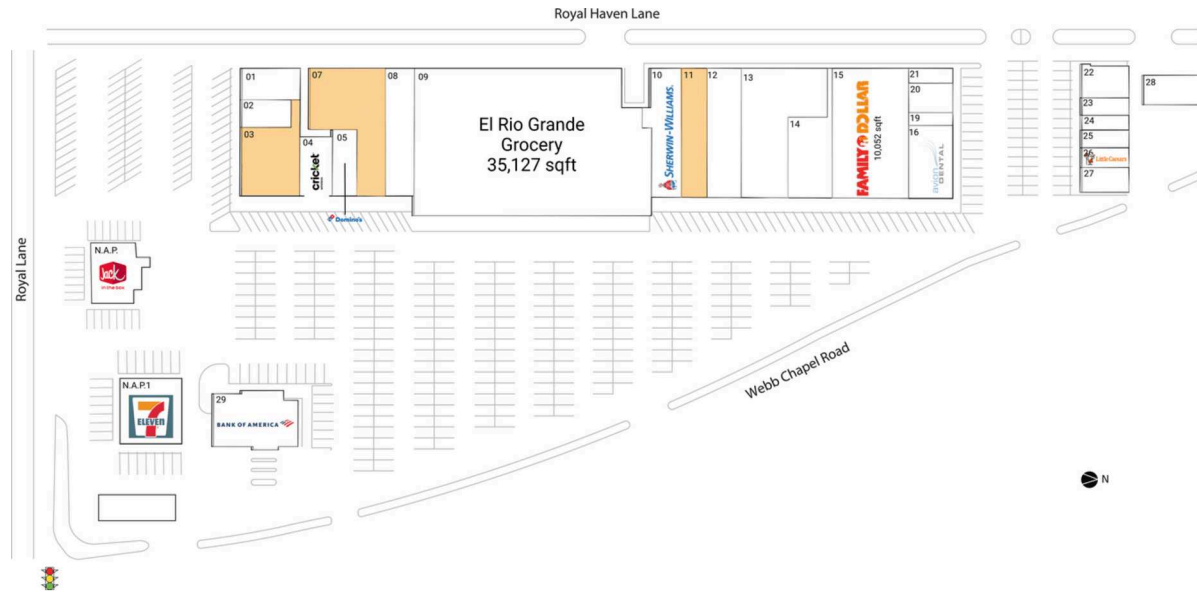 Royal Haven Lane
Royal Lane
01
02
03
04
cricket
05
Domino's
07
08
09
El Rio Grande
Grocery
35,127 sqft
10
SHERWIN-WILLIAMS.
11
12
13
14
15
FAMILY DOLLAR
10,052 sqft
21
20
19
16
DENTAL
22
23
24
25
26
Little Caesars
27
28
N.A.P.
Jack
in the box
N.A.P.1
7
ELEVEN
29
BANK OF AMERICA
Webb Chapel Road
N